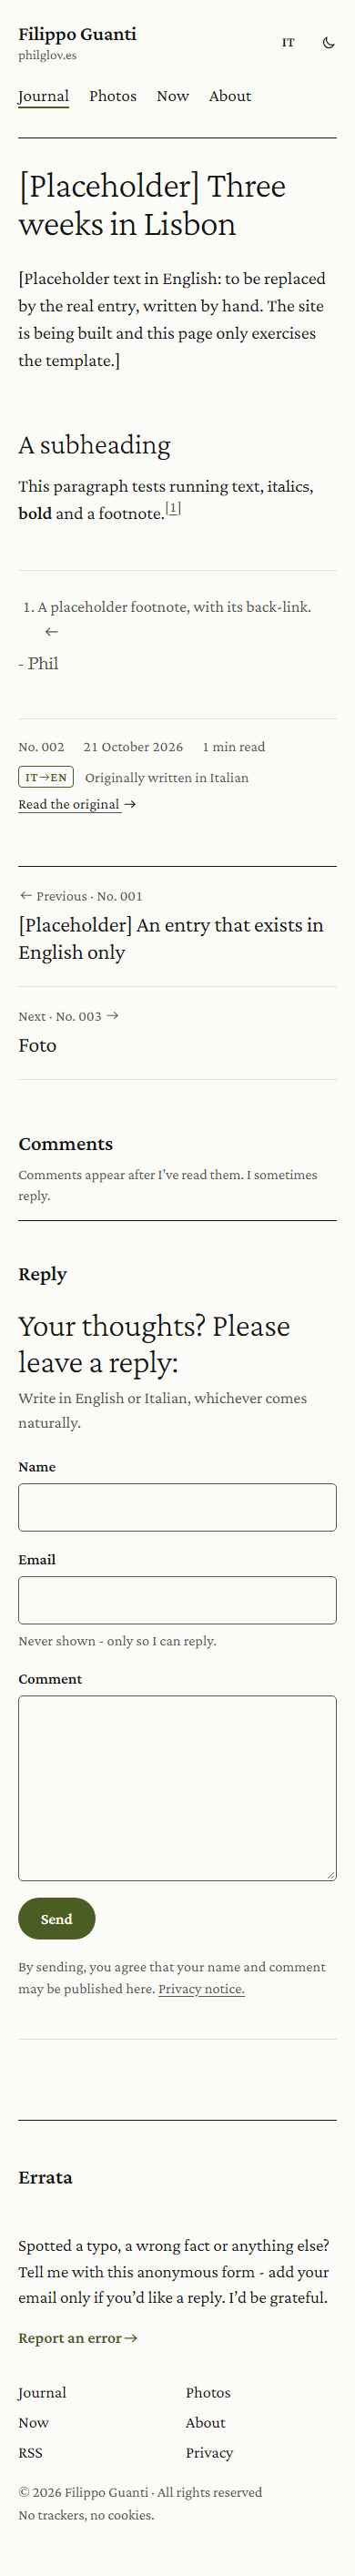 Filippo Guanti
philglov.es
IT
Journal Photos Now About
[Placeholder] Three
weeks in Lisbon
[Placeholder text in English: to be replaced
by the real entry, written by hand. The site
is being built and this page only exercises
the template.]
A subheading
This paragraph tests running text, italics,
bold and a footnote.[1]
1. A placeholder footnote, with its back-link.
←
- Phil
No. 002 21 October 2026 1 min read
IT→EN Originally written in Italian
Read the original →
← Previous · No. 001
[Placeholder] An entry that exists in
English only
Next · No. 003 →
Foto
Comments
Comments appear after I’ve read them. I sometimes
reply.
Reply
Your thoughts? Please
leave a reply:
Write in English or Italian, whichever comes
naturally.
Name
Email
Never shown - only so I can reply.
Comment
Send
By sending, you agree that your name and comment
may be published here. Privacy notice.
Errata
Spotted a typo, a wrong fact or anything else?
Tell me with this anonymous form - add your
email only if you’d like a reply. I’d be grateful.
Report an error →
Journal Photos
Now About
RSS Privacy
© 2026 Filippo Guanti · All rights reserved
No trackers, no cookies.